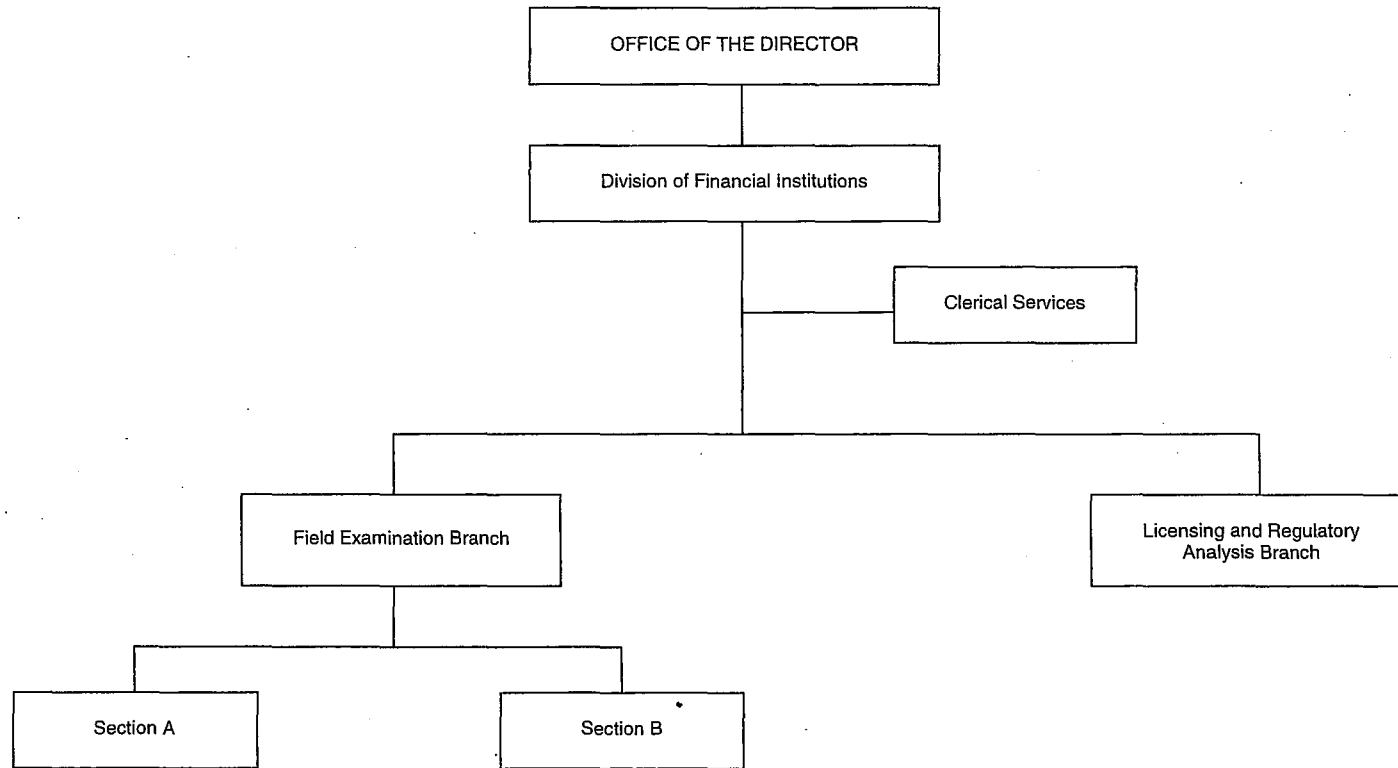 OFFICE OF THE DIRECTOR
Division of Financial Institutions
Clerical Services
Field Examination Branch
Licensing and Regulatory
Analysis Branch
Section A
Section B